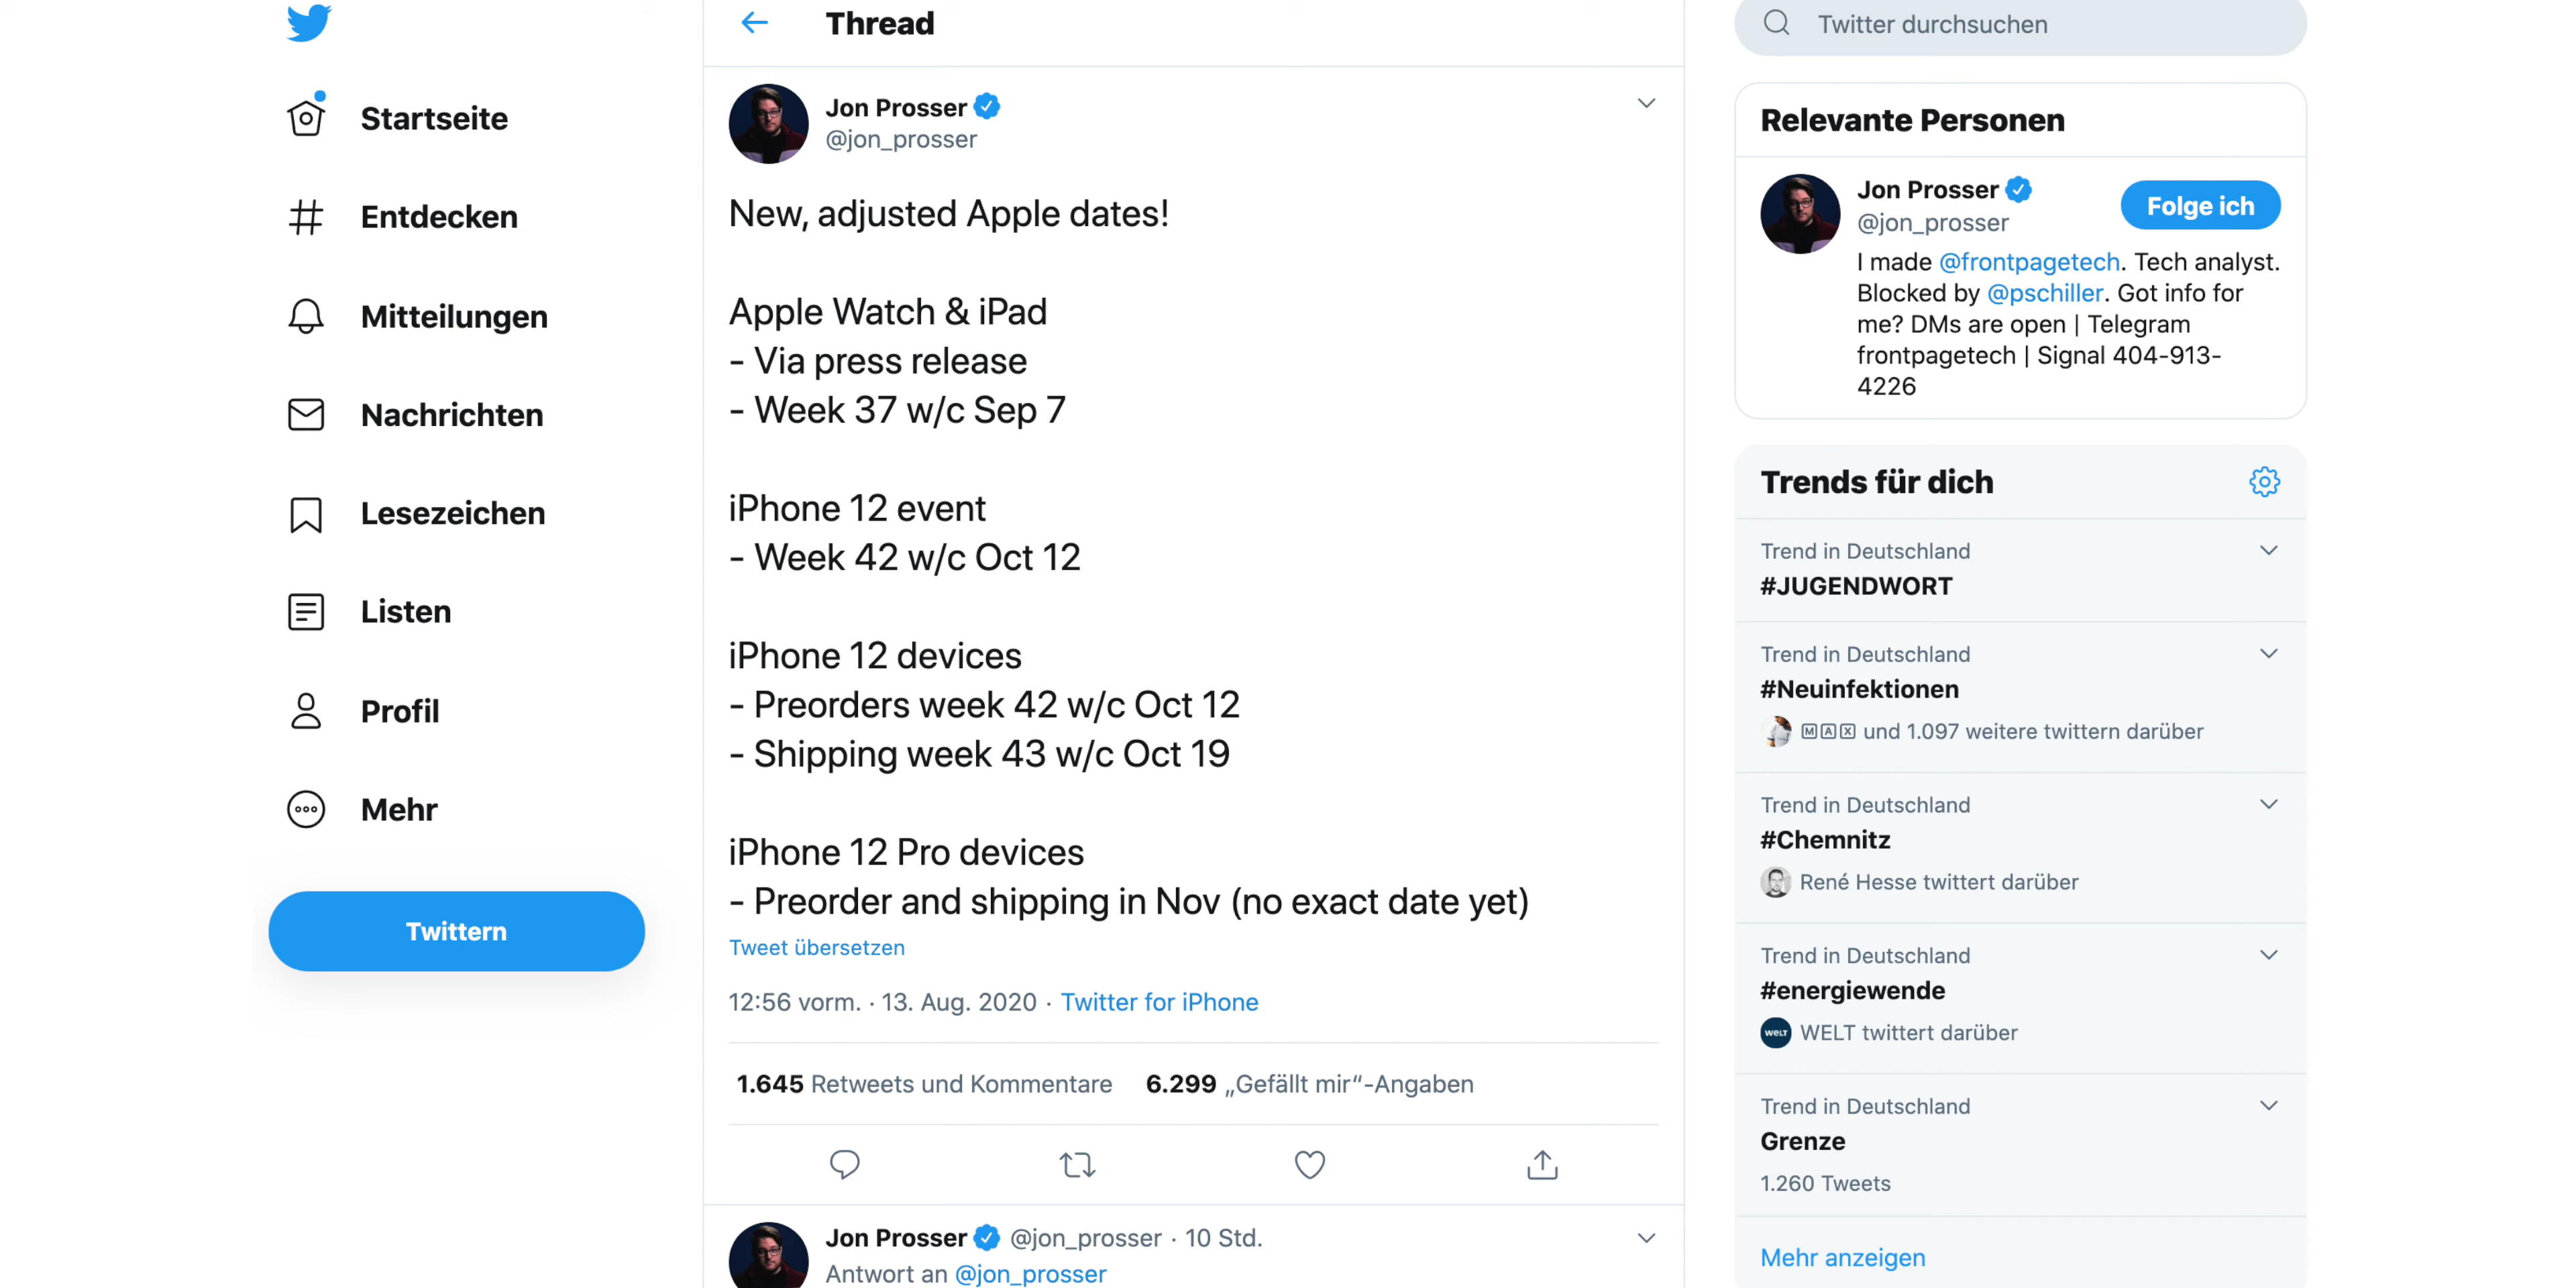 Startseite
Entdecken
Mitteilungen
Nachrichten
Lesezeichen
Listen
Profil
Mehr
Twittern
Thread
Jon Prosser
@jon_prosser
New, adjusted Apple dates!
Apple Watch & iPad
- Via press release
- Week 37 w/c Sep 7
iPhone 12 event
- Week 42 w/c Oct 12
iPhone 12 devices
- Preorders week 42 w/c Oct 12
- Shipping week 43 w/c Oct 19
iPhone 12 Pro devices
- Preorder and shipping in Nov (no exact date yet)
Tweet übersetzen
12:56 vorm. · 13. Aug. 2020 · Twitter for iPhone
1.645 Retweets und Kommentare 6.299 „Gefällt mir“-Angaben
Jon Prosser @jon_prosser · 10 Std.
Antwort an @jon_prosser
Twitter durchsuchen
Relevante Personen
Jon Prosser
@jon_prosser
Folge ich
I made @frontpagetech. Tech analyst.
Blocked by @pschiller. Got info for
me? DMs are open | Telegram
frontpagetech | Signal 404-913-
4226
Trends für dich
Trend in Deutschland
#JUGENDWORT
Trend in Deutschland
#Neuinfektionen
🄼🄰🅇 und 1.097 weitere twittern darüber
Trend in Deutschland
#Chemnitz
René Hesse twittert darüber
Trend in Deutschland
#energiewende
WELT
WELT twittert darüber
Trend in Deutschland
Grenze
1.260 Tweets
Mehr anzeigen